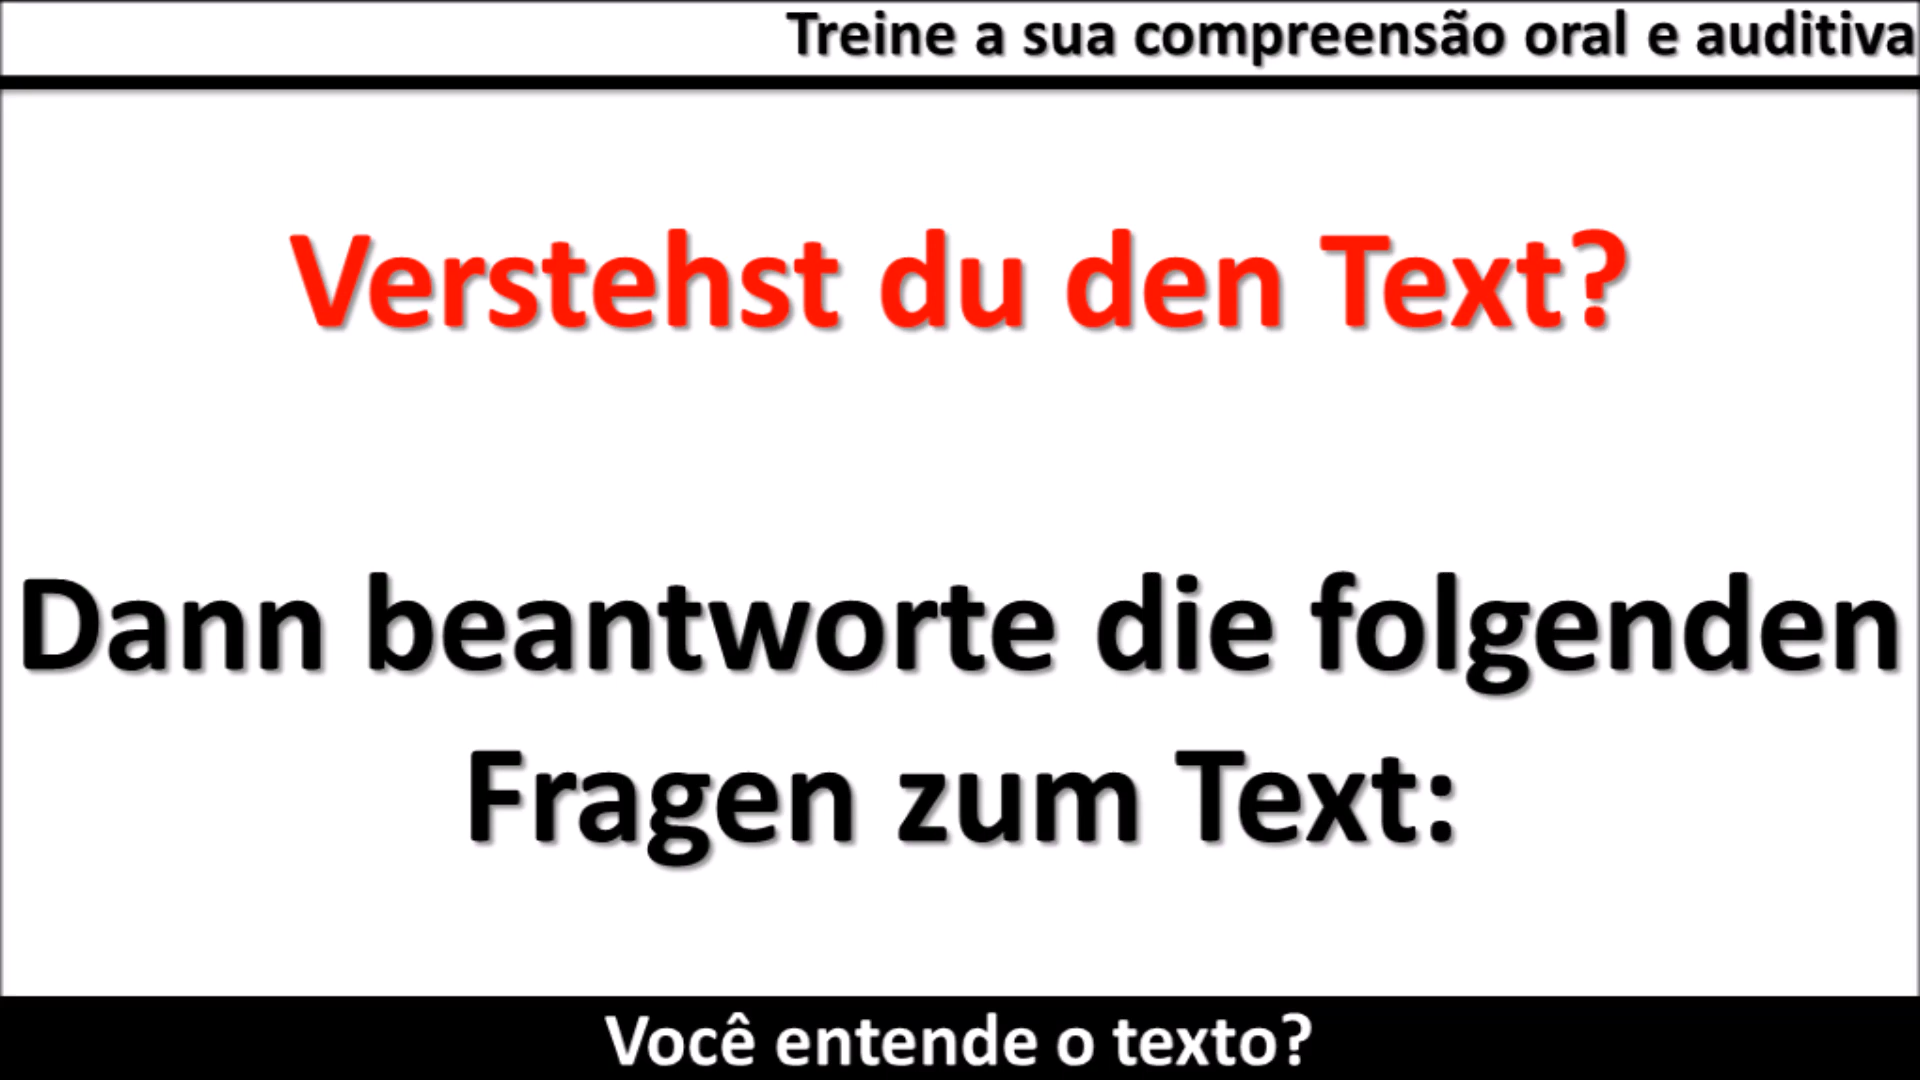 Treine a sua compreensão oral e auditiva
Verstehst du den Text?
Dann beantworte die folgenden
Fragen zum Text:
Você entende o texto?